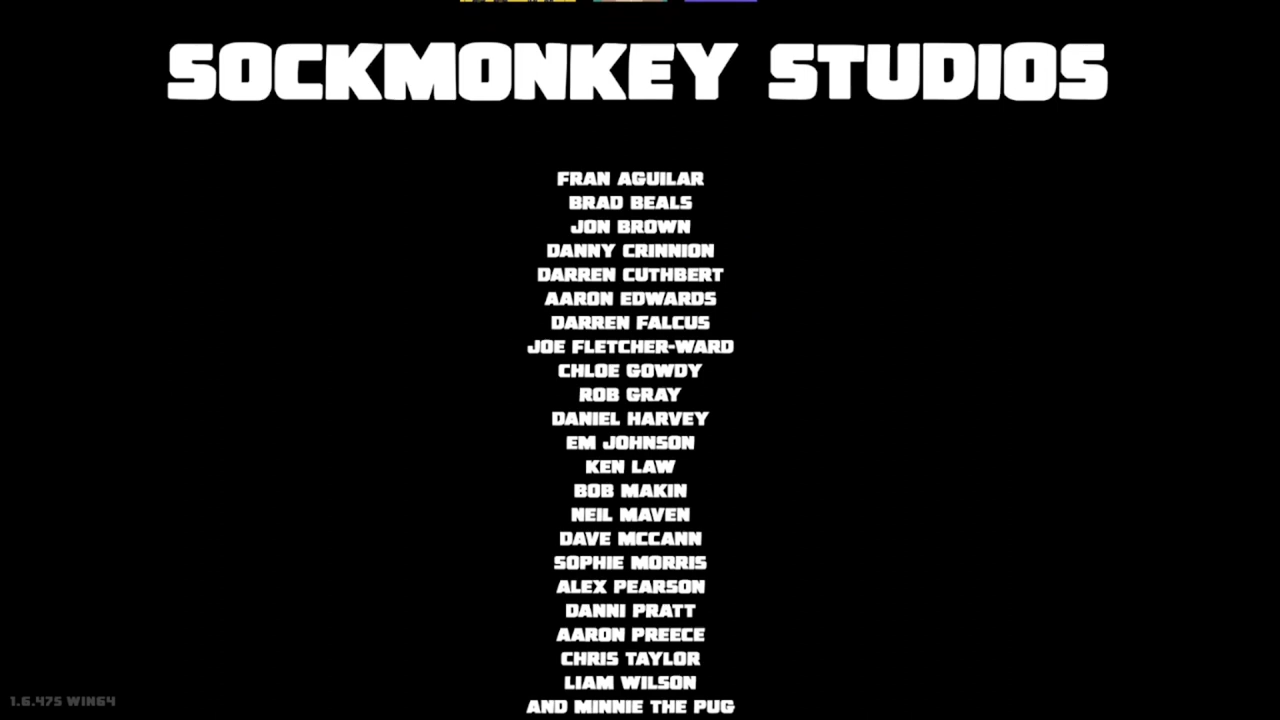 SOCKMONKEY STUDIOS
FRAN AGUILAR
BRAD BEALS
JON BROWN
DANNY CRINNION
DARREN CUTHBERT
AARON EDWARDS
DARREN FALCUS
JOE FLETCHER-WARD
CHLOE GOWDY
ROB GRAY
DANIEL HARVEY
EM JOHNSON
KEN LAW
BOB MAKIN
NEIL MAVEN
DAVE MCCANN
SOPHIE MORRIS
ALEX PEARSON
DANNI PRATT
AARON PREECE
CHRIS TAYLOR
LIAM WILSON
AND MINNIE THE PUG
1.6.475 WIN64